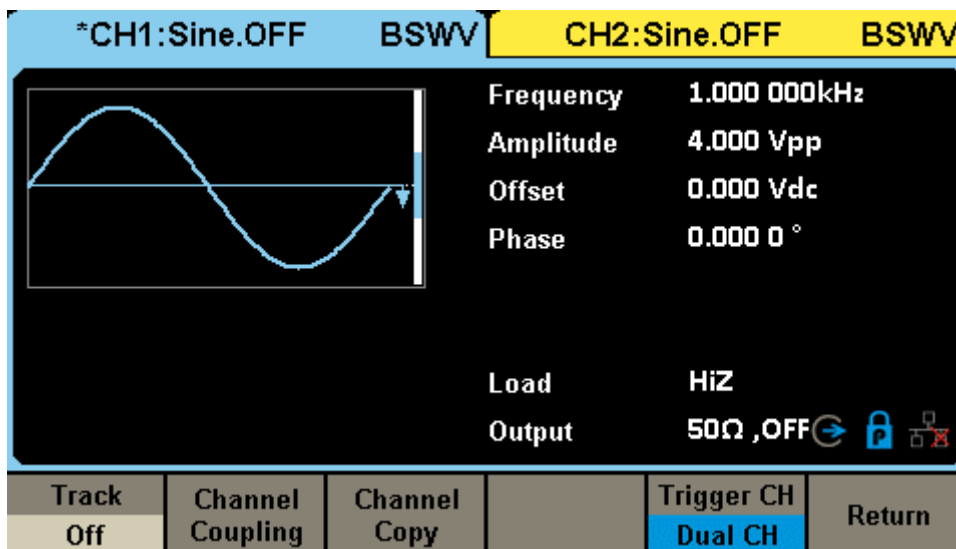 *CH1:Sine.OFF BSWV CH2:Sine.OFF BSWV
Frequency 1.000 000kHz
Amplitude 4.000 Vpp
Offset 0.000 Vdc
Phase 0.000 0 °
Load HiZ
Output 50Ω ,OFF P
Track Off
Channel Coupling
Channel Copy
Trigger CH Dual CH
Return